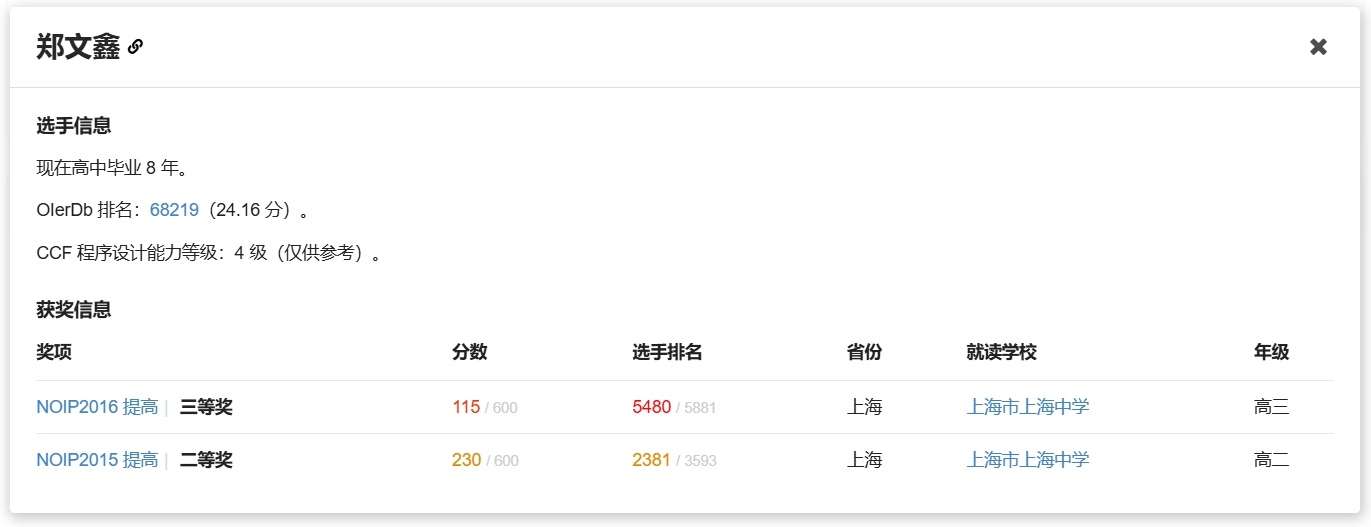 郑文鑫
选手信息
现在高中毕业 8 年。
OIerDb 排名：68219（24.16 分）。
CCF 程序设计能力等级：4 级（仅供参考）。
获奖信息
奖项 分数 选手排名 省份 就读学校 年级
NOIP2016 提高 | 三等奖 115 / 600 5480 / 5881 上海 上海市上海中学 高三
NOIP2015 提高 | 二等奖 230 / 600 2381 / 3593 上海 上海市上海中学 高二